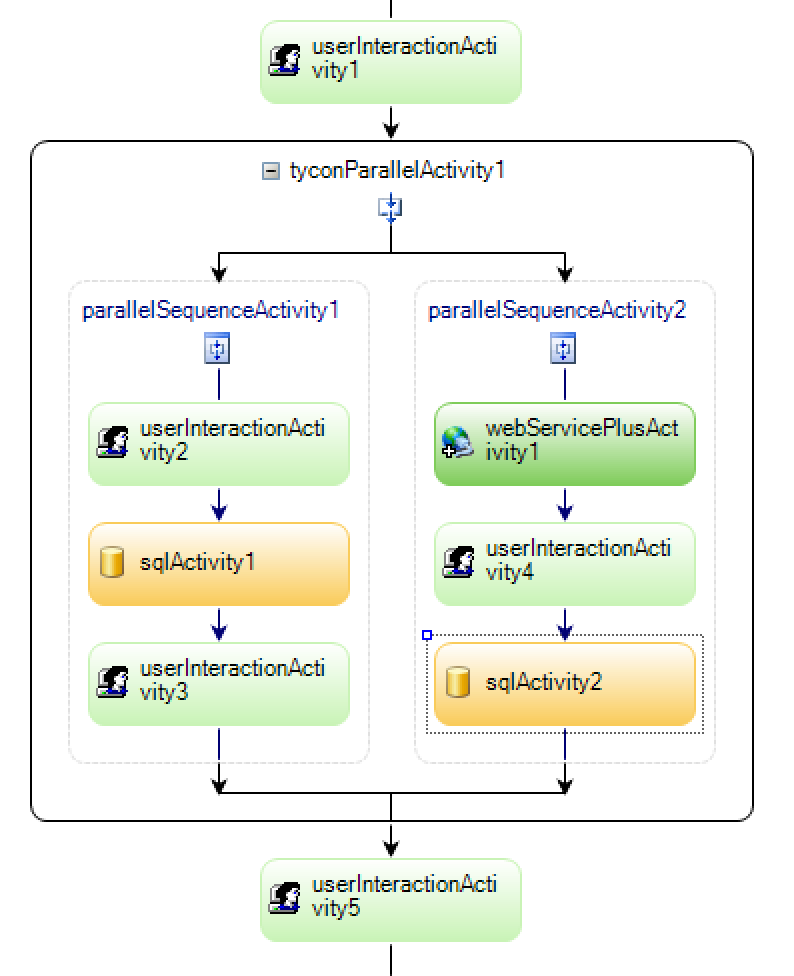 userInteractionActi
vity1
tyconParallelActivity1
parallelSequenceActivity1
userInteractionActi
vity2
sqlActivity1
userInteractionActi
vity3
parallelSequenceActivity2
webServicePlusAct
ivity1
userInteractionActi
vity4
sqlActivity2
userInteractionActi
vity5